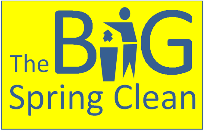 The BiG
Spring Clean